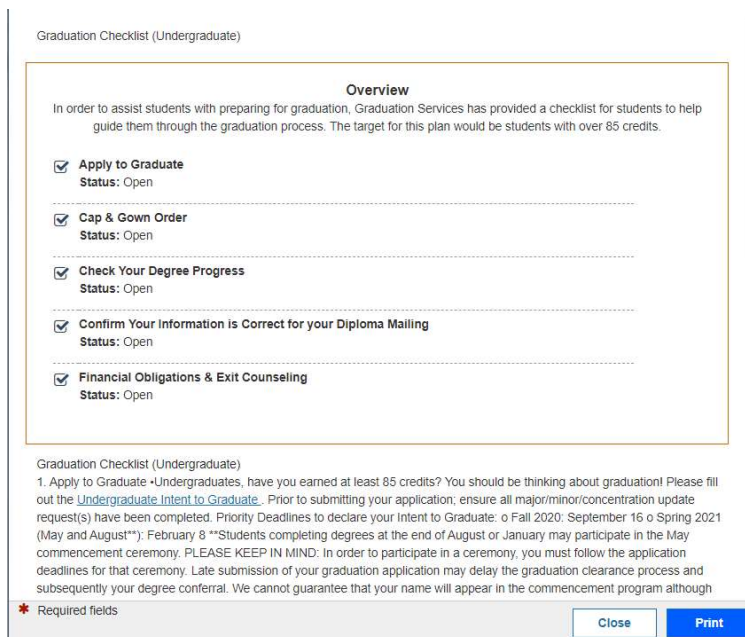 Graduation Checklist (Undergraduate)
Overview
In order to assist students with preparing for graduation, Graduation Services has provided a checklist for students to help
guide them through the graduation process. The target for this plan would be students with over 85 credits.
Apply to Graduate
Status: Open
Cap & Gown Order
Status: Open
Check Your Degree Progress
Status: Open
Confirm Your Information is Correct for your Diploma Mailing
Status: Open
Financial Obligations & Exit Counseling
Status: Open
Graduation Checklist (Undergraduate)
1. Apply to Graduate •Undergraduates, have you earned at least 85 credits? You should be thinking about graduation! Please fill
out the Undergraduate Intent to Graduate . Prior to submitting your application; ensure all major/minor/concentration update
request(s) have been completed. Priority Deadlines to declare your Intent to Graduate: o Fall 2020: September 16 o Spring 2021
(May and August**): February 8 **Students completing degrees at the end of August or January may participate in the May
commencement ceremony. PLEASE KEEP IN MIND: In order to participate in a ceremony, you must follow the application
deadlines for that ceremony. Late submission of your graduation application may delay the graduation clearance process and
subsequently your degree conferral. We cannot guarantee that your name will appear in the commencement program although
* Required fields
Close
Print